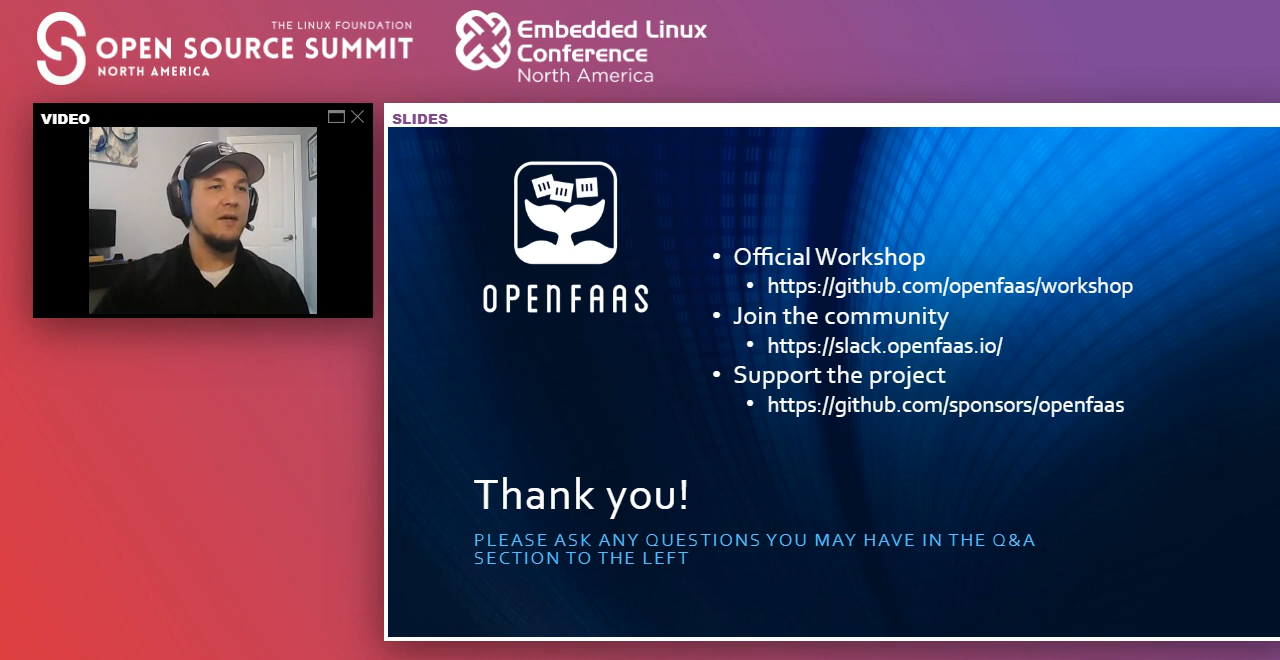 THE LINUX FOUNDATION
OPEN SOURCE SUMMIT
NORTH AMERICA
Embedded Linux
Conference
North America
VIDEO
SLIDES
OPENFAAS
• Official Workshop
• https://github.com/openfaas/workshop
• Join the community
• https://slack.openfaas.io/
• Support the project
• https://github.com/sponsors/openfaas
Thank you!
PLEASE ASK ANY QUESTIONS YOU MAY HAVE IN THE Q&A
SECTION TO THE LEFT